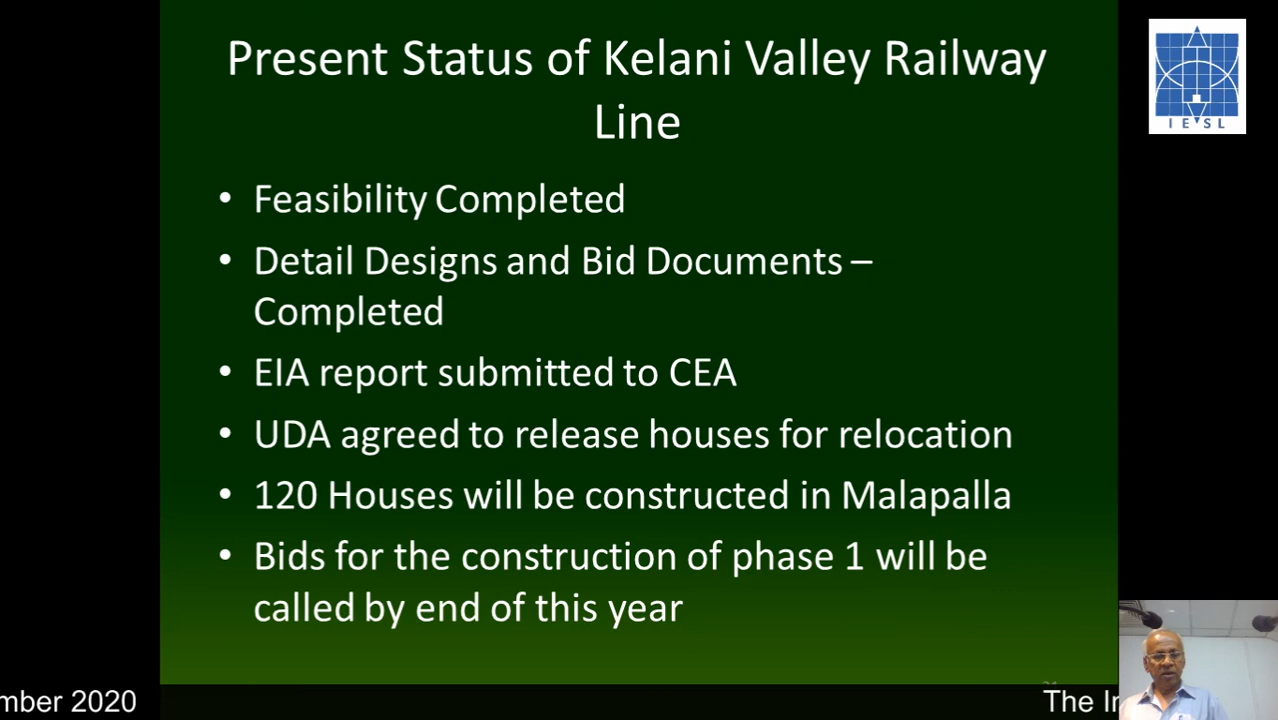 Present Status of Kelani Valley Railway
Line
• Feasibility Completed
• Detail Designs and Bid Documents –
Completed
• EIA report submitted to CEA
• UDA agreed to release houses for relocation
• 120 Houses will be constructed in Malapalla
• Bids for the construction of phase 1 will be
called by end of this year
IESL
mber 2020
The In